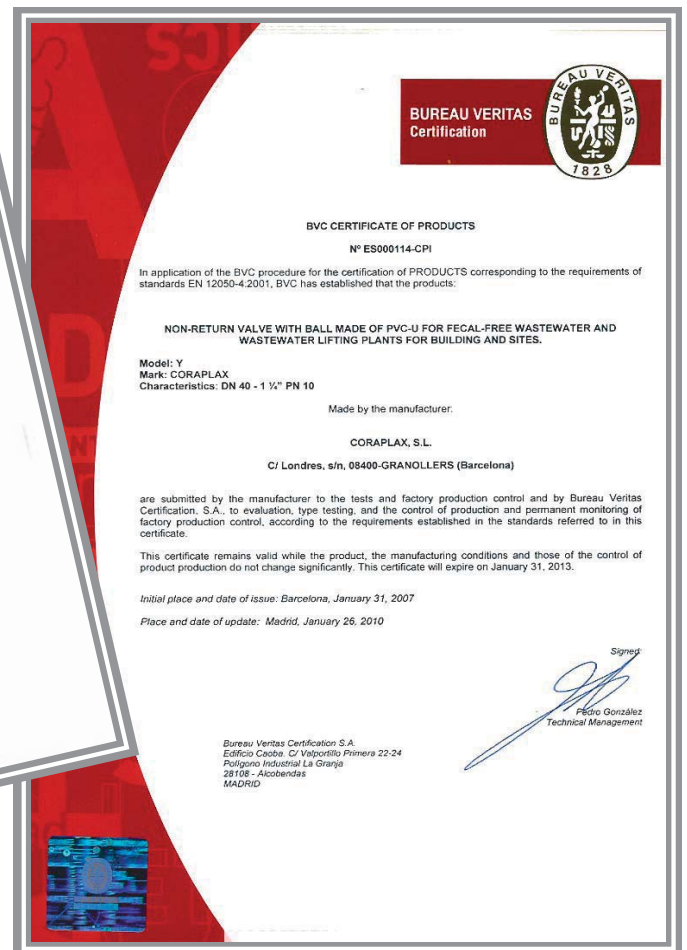 BUREAU VERITAS
Certification
BUREAU VERITAS
1828
BVC CERTIFICATE OF PRODUCTS
Nº ES000114-CPI
In application of the BVC procedure for the certification of PRODUCTS corresponding to the requirements of
standards EN 12050-4:2001, BVC has established that the products:
NON-RETURN VALVE WITH BALL MADE OF PVC-U FOR FECAL-FREE WASTEWATER AND
WASTEWATER LIFTING PLANTS FOR BUILDING AND SITES.
Model: Y
Mark: CORAPLAX
Characteristics: DN 40 - 1 ¼" PN 10
Made by the manufacturer:
CORAPLAX, S.L.
C/ Londres, s/n, 08400-GRANOLLERS (Barcelona)
are submitted by the manufacturer to the tests and factory production control and by Bureau Veritas
Certification, S.A., to evaluation, type testing, and the control of production and permanent monitoring of
factory production control, according to the requirements established in the standards referred to in this
certificate.
This certificate remains valid while the product, the manufacturing conditions and those of the control of
product production do not change significantly. This certificate will expire on January 31, 2013.
Initial place and date of issue: Barcelona, January 31, 2007
Place and date of update: Madrid, January 26, 2010
Signed:
Pedro González
Technical Management
Bureau Veritas Certification S.A.
Edificio Caoba. C/ Valportillo Primera 22-24
Polígono Industrial La Granja
28108 - Alcobendas
MADRID